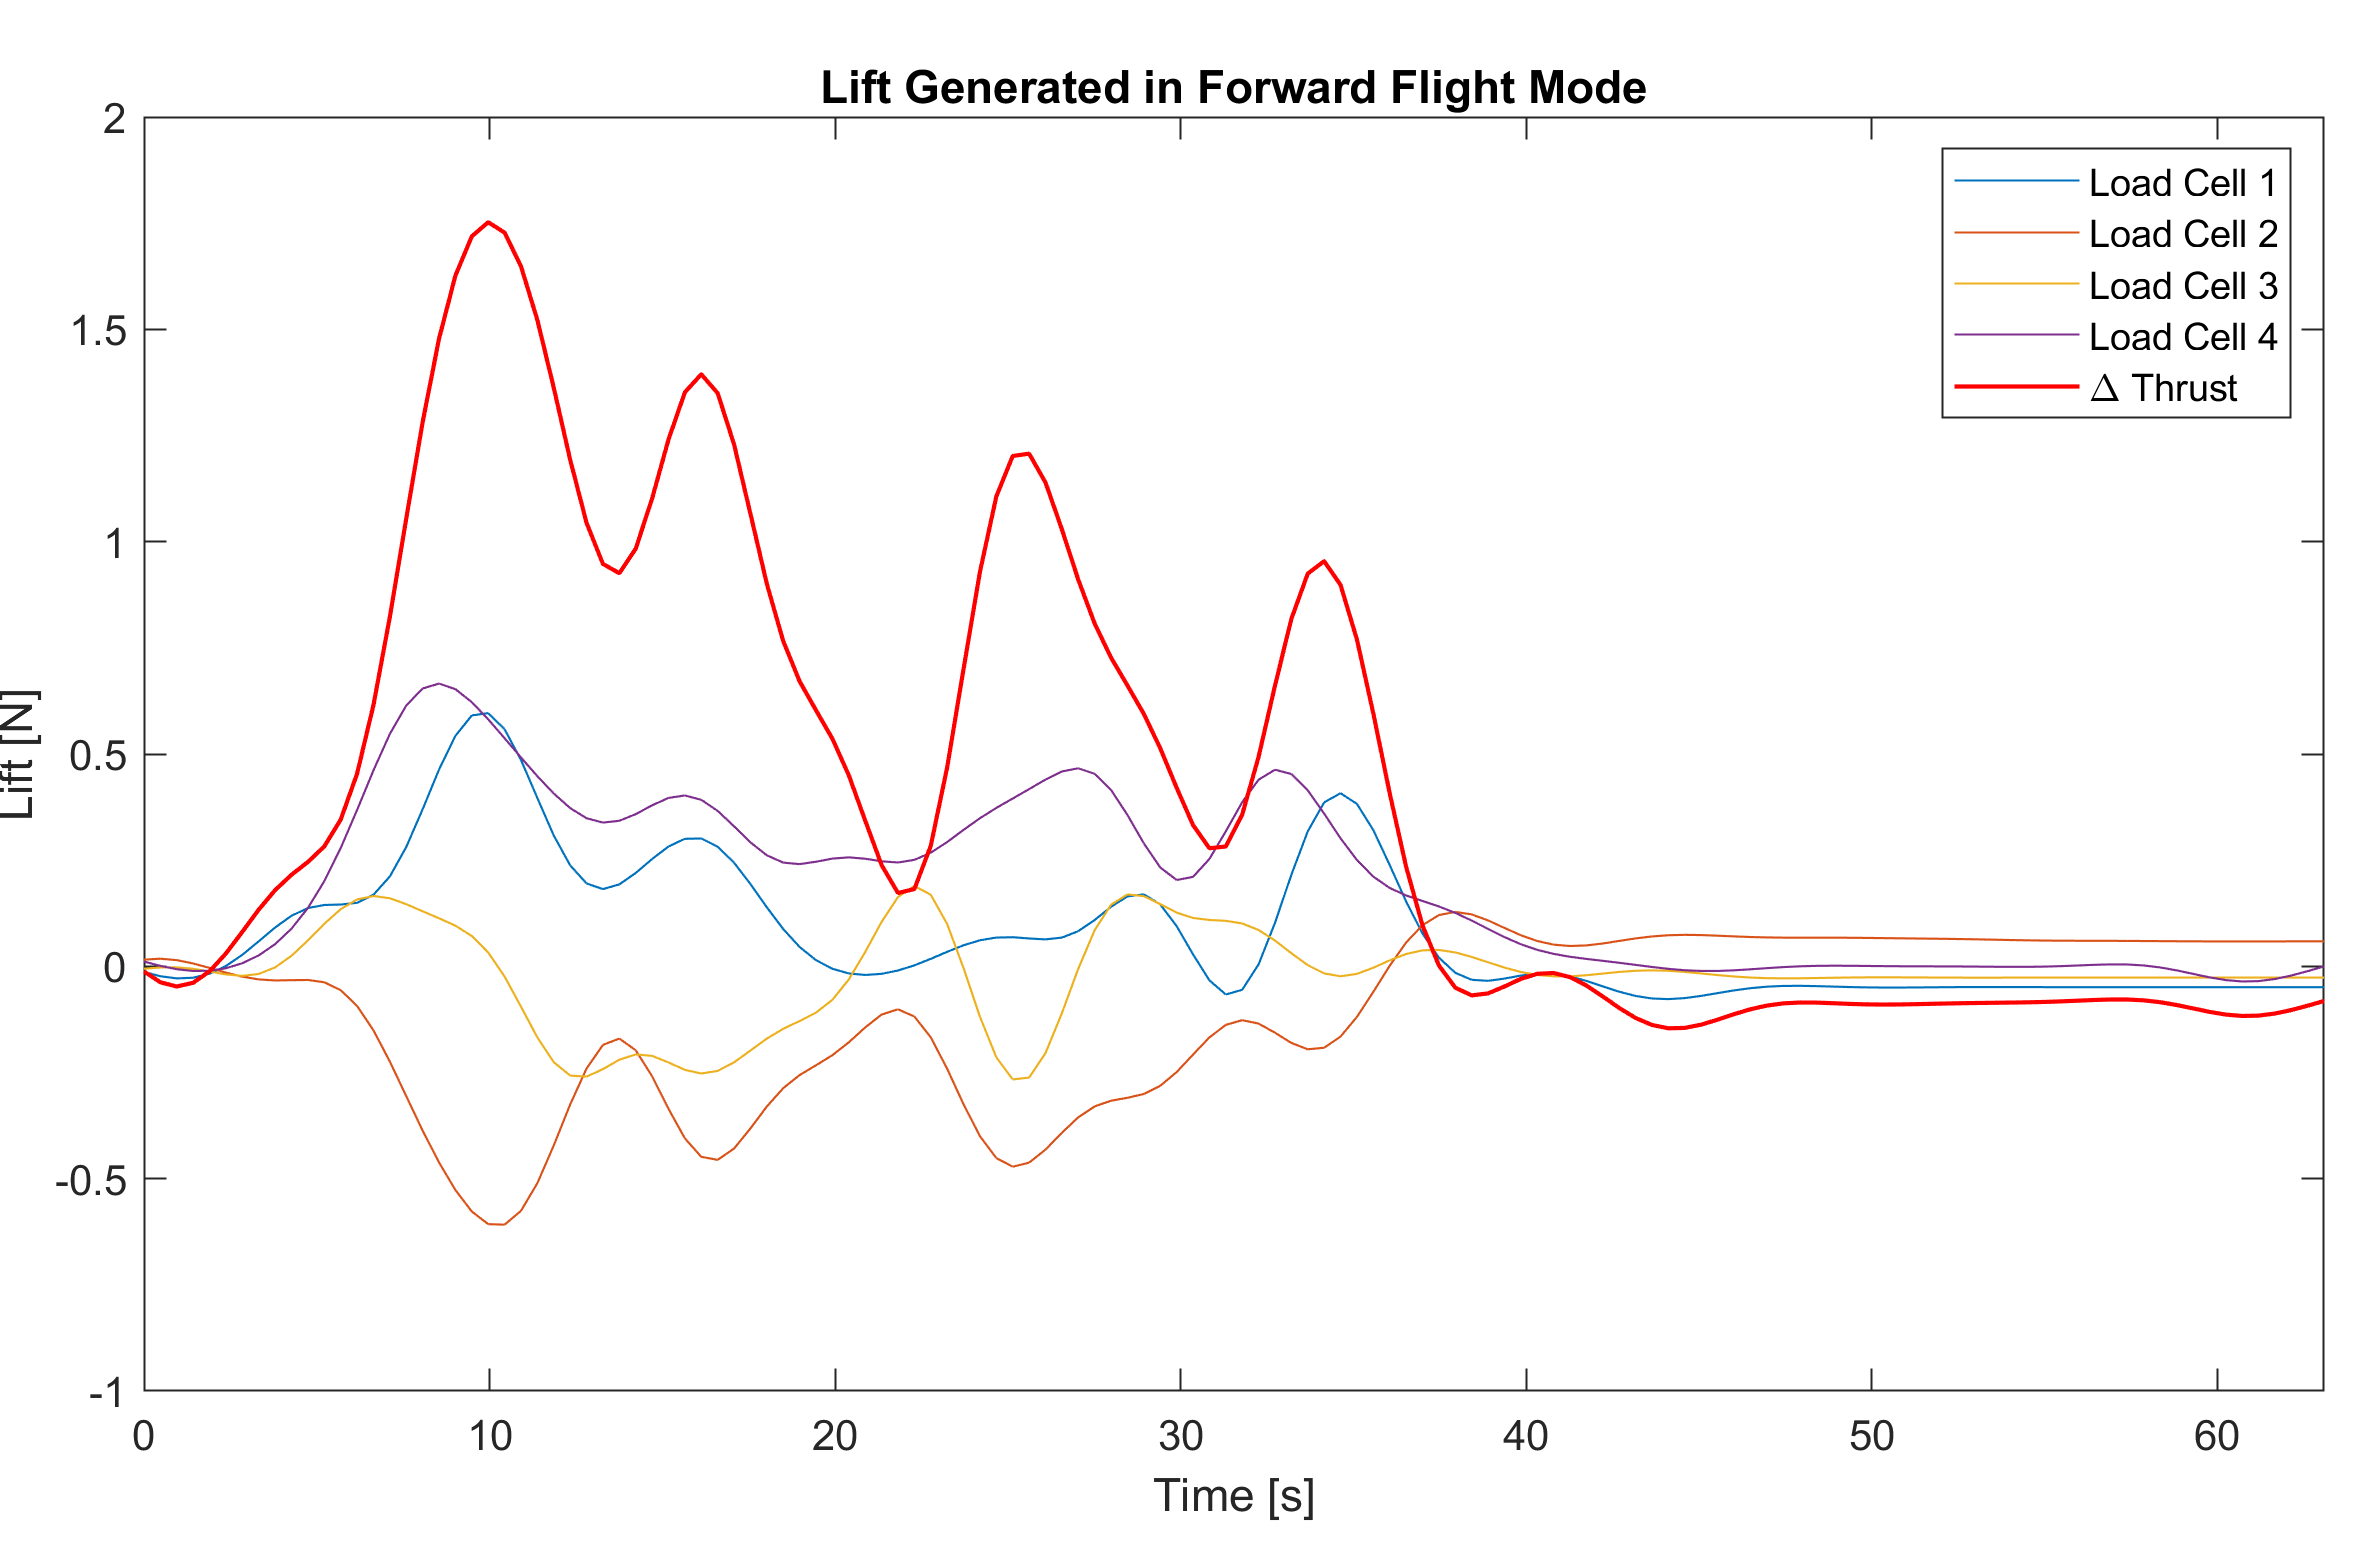 Lift Generated in Forward Flight Mode
2
1.5
1
0.5
0
-0.5
-1
Lift [N]
Load Cell 1
Load Cell 2
Load Cell 3
Load Cell 4
Δ Thrust
0 10 20 30 40 50 60
Time [s]